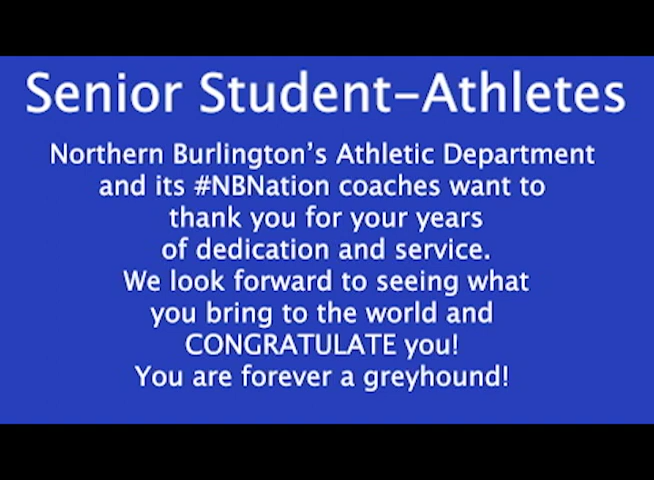 Senior Student-Athletes
Northern Burlington's Athletic Department
and its #NBNation coaches want to
thank you for your years
of dedication and service.
We look forward to seeing what
you bring to the world and
CONGRATULATE you!
You are forever a greyhound!